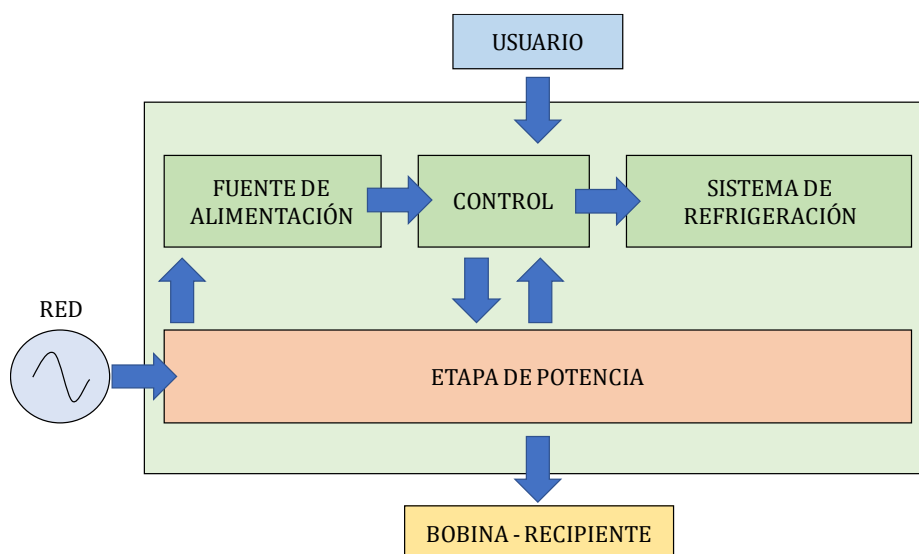 USUARIO
FUENTE DE
ALIMENTACIÓN
CONTROL
SISTEMA DE
REFRIGERACIÓN
RED
ETAPA DE POTENCIA
BOBINA - RECIPIENTE